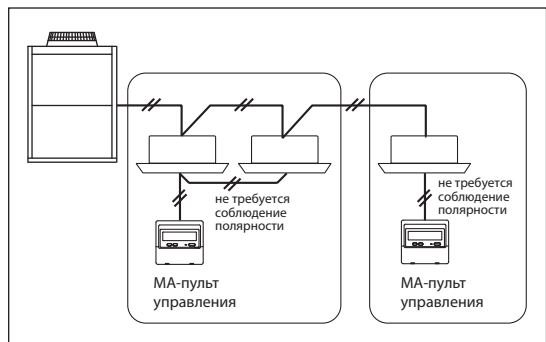 не требуется
соблюдение
полярности
МА-пульт
управления
не требуется
соблюдение
полярности
МА-пульт
управления